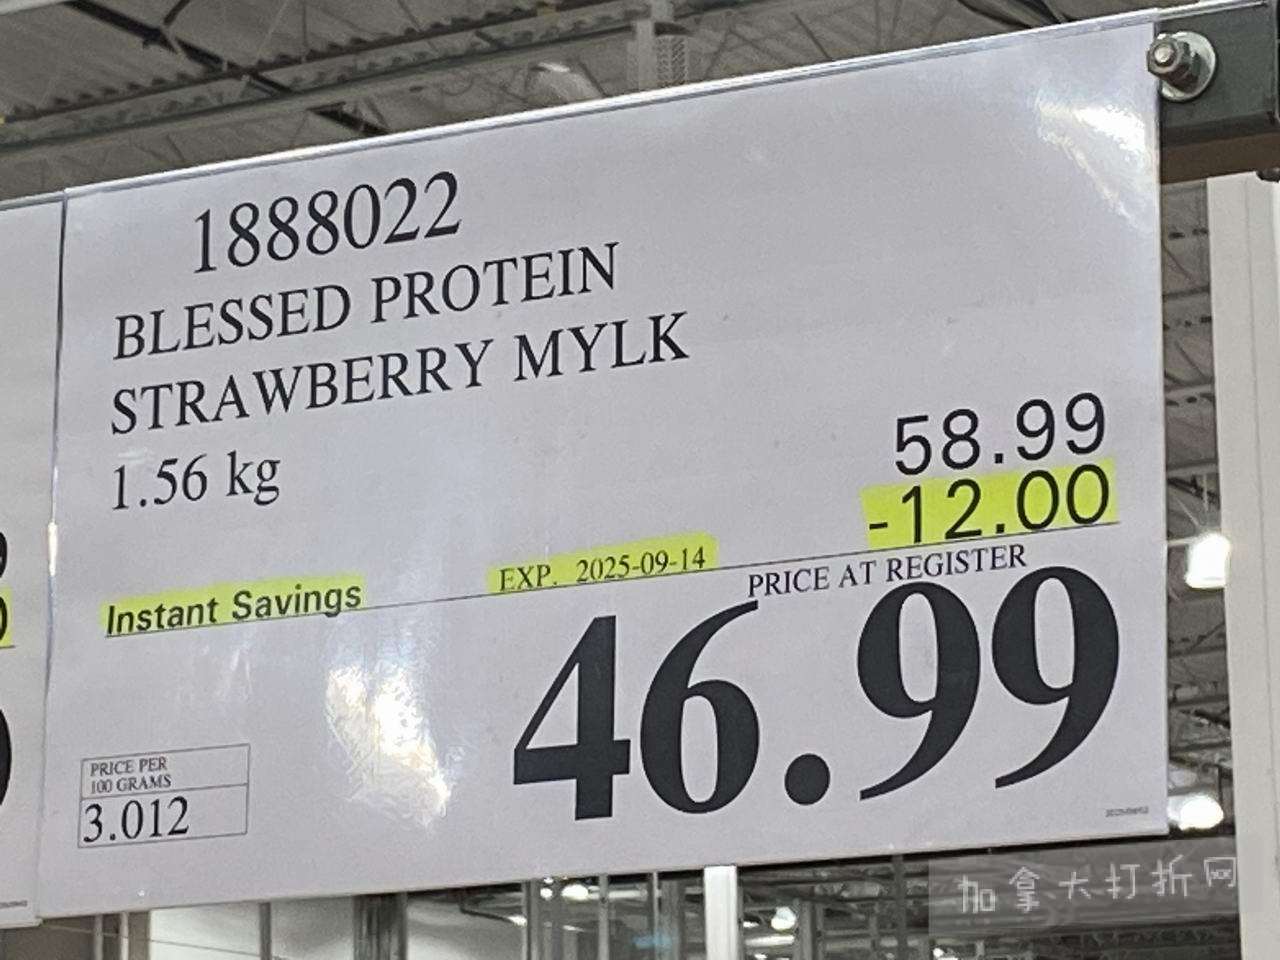 1888022
BLESSED PROTEIN
STRAWBERRY MYLK
1.56 kg
58.99
-12.00
Instant Savings
EXP. 2025-09-14
PRICE AT REGISTER
46.99
PRICE PER
100 GRAMS
3.012
加拿大打折网